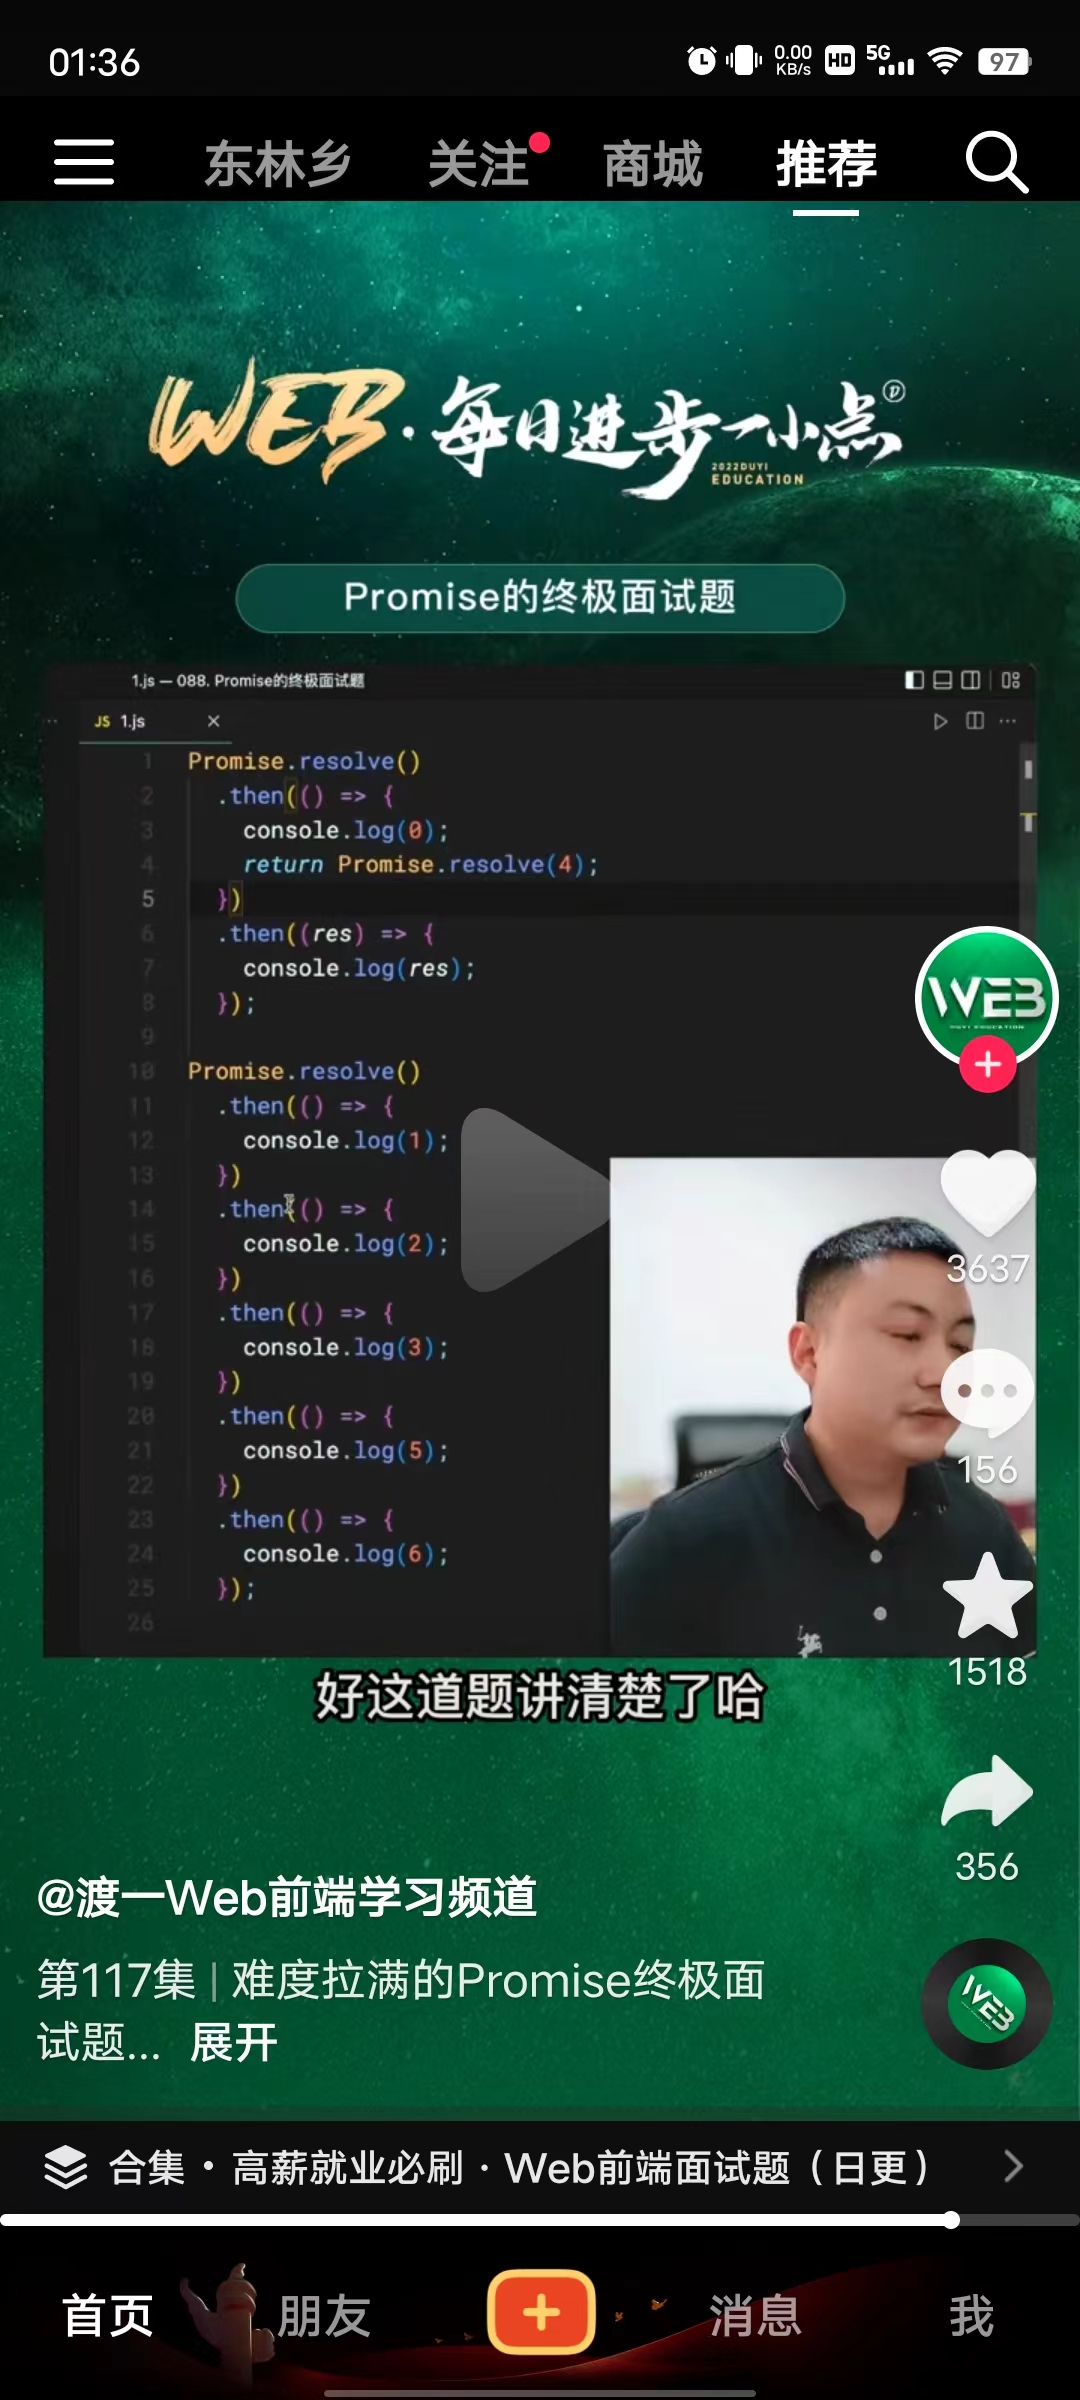 01:36
0.00 KB/s HD 5G 97
东林乡 关注 商城 推荐
WEB·每日进步一小点
2022DUYI
EDUCATION
Promise的终极面试题
1.js — 088. Promise的终极面试题
JS 1.js ×
1 Promise.resolve()
2 .then(() => {
3 console.log(0);
4 return Promise.resolve(4);
5 })
6 .then((res) => {
7 console.log(res);
8 });
9
10 Promise.resolve()
11 .then(() => {
12 console.log(1);
13 })
14 .then(() => {
15 console.log(2);
16 })
17 .then(() => {
18 console.log(3);
19 })
20 .then(() => {
21 console.log(5);
22 })
23 .then(() => {
24 console.log(6);
25 });
26
WEB
DUYI EDUCATION
3637
156
1518
356
好这道题讲清楚了哈
@渡一Web前端学习频道
第117集 | 难度拉满的Promise终极面
试题... 展开
WEB
合集 · 高薪就业必刷 · Web前端面试题（日更）
首页 朋友 消息 我